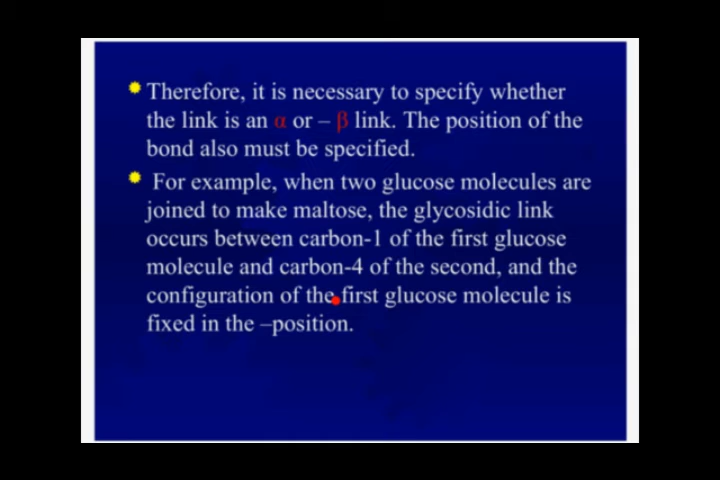 Therefore, it is necessary to specify whether
the link is an α or – β link. The position of the
bond also must be specified.
For example, when two glucose molecules are
joined to make maltose, the glycosidic link
occurs between carbon-1 of the first glucose
molecule and carbon-4 of the second, and the
configuration of the first glucose molecule is
fixed in the –position.